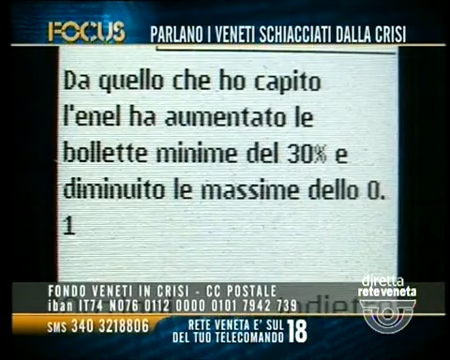 FOCUS PARLANO I VENETI SCHIACCIATI DALLA CRISI
Da quello che ho capito
l'enel ha aumentato le
bollette minime del 30% e
diminuito le massime dello 0.
1
FONDO VENETI IN CRISI - CC POSTALE
iban IT74 N076 0112 0000 0101 7942 739
diretta
reteveneta
SMS 340 3218806
RETE VENETA E' SUL
DEL TUO TELECOMANDO 18